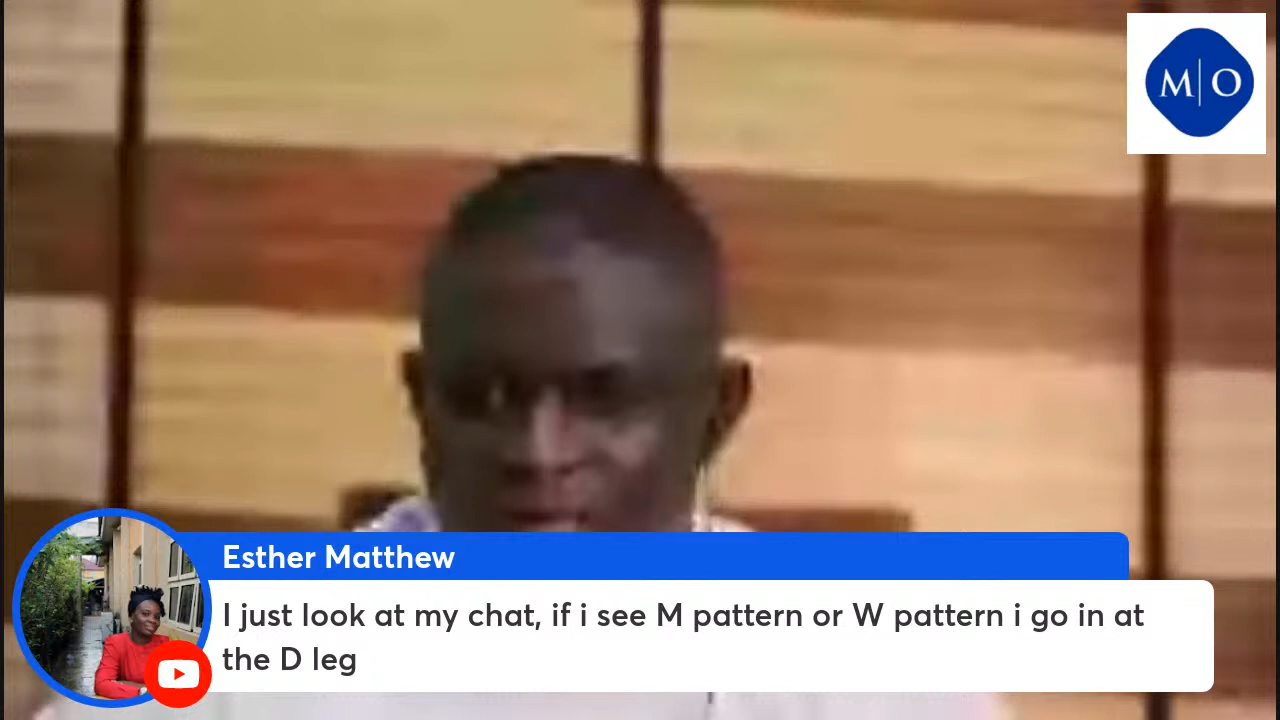 M|O
Esther Matthew
I just look at my chat, if i see M pattern or W pattern i go in at
the D leg